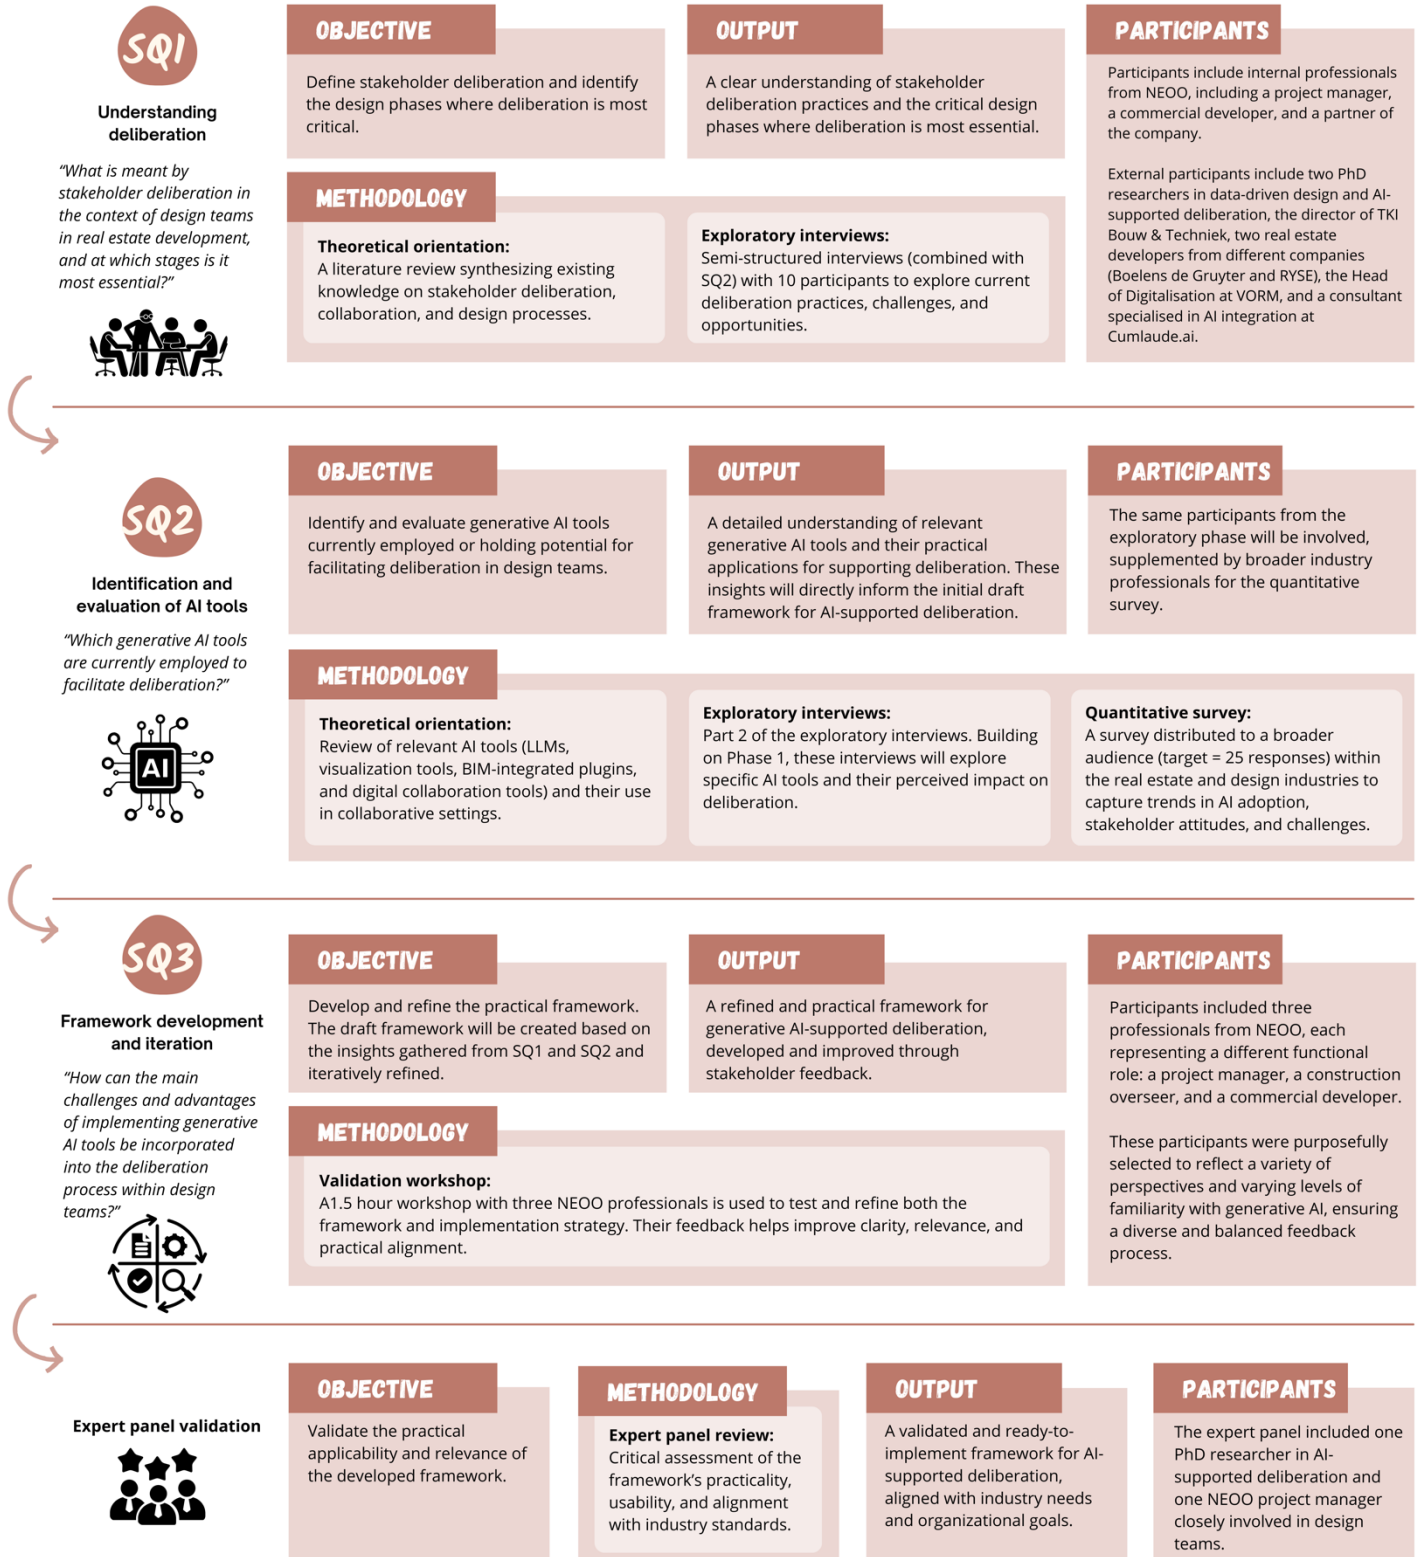 SQ1
Understanding
deliberation
“What is meant by
stakeholder deliberation in
the context of design teams
in real estate development,
and at which stages is it
most essential?”
OBJECTIVE
Define stakeholder deliberation and identify
the design phases where deliberation is most
critical.
OUTPUT
A clear understanding of stakeholder
deliberation practices and the critical design
phases where deliberation is most essential.
PARTICIPANTS
Participants include internal professionals
from NEOO, including a project manager,
a commercial developer, and a partner of
the company.
External participants include two PhD
researchers in data-driven design and AI-
supported deliberation, the director of TKI
Bouw & Techniek, two real estate
developers from different companies
(Boelens de Gruyter and RYSE), the Head
of Digitalisation at VORM, and a consultant
specialised in AI integration at
Cumlaude.ai.
METHODOLOGY
Theoretical orientation:
A literature review synthesizing existing
knowledge on stakeholder deliberation,
collaboration, and design processes.
Exploratory interviews:
Semi-structured interviews (combined with
SQ2) with 10 participants to explore current
deliberation practices, challenges, and
opportunities.
SQ2
Identification and
evaluation of AI tools
“Which generative AI tools
are currently employed to
facilitate deliberation?”
AI
OBJECTIVE
Identify and evaluate generative AI tools
currently employed or holding potential for
facilitating deliberation in design teams.
OUTPUT
A detailed understanding of relevant
generative AI tools and their practical
applications for supporting deliberation. These
insights will directly inform the initial draft
framework for AI-supported deliberation.
PARTICIPANTS
The same participants from the
exploratory phase will be involved,
supplemented by broader industry
professionals for the quantitative
survey.
METHODOLOGY
Theoretical orientation:
Review of relevant AI tools (LLMs,
visualization tools, BIM-integrated plugins,
and digital collaboration tools) and their use
in collaborative settings.
Exploratory interviews:
Part 2 of the exploratory interviews. Building
on Phase 1, these interviews will explore
specific AI tools and their perceived impact on
deliberation.
Quantitative survey:
A survey distributed to a broader
audience (target = 25 responses) within
the real estate and design industries to
capture trends in AI adoption,
stakeholder attitudes, and challenges.
SQ3
Framework development
and iteration
“How can the main
challenges and advantages
of implementing generative
AI tools be incorporated
into the deliberation
process within design
teams?”
OBJECTIVE
Develop and refine the practical framework.
The draft framework will be created based on
the insights gathered from SQ1 and SQ2 and
iteratively refined.
OUTPUT
A refined and practical framework for
generative AI-supported deliberation,
developed and improved through
stakeholder feedback.
PARTICIPANTS
Participants included three
professionals from NEOO, each
representing a different functional
role: a project manager, a construction
overseer, and a commercial developer.
These participants were purposefully
selected to reflect a variety of
perspectives and varying levels of
familiarity with generative AI, ensuring
a diverse and balanced feedback
process.
METHODOLOGY
Validation workshop:
A1.5 hour workshop with three NEOO professionals is used to test and refine both the
framework and implementation strategy. Their feedback helps improve clarity, relevance, and
practical alignment.
Expert panel validation
OBJECTIVE
Validate the practical
applicability and relevance of
the developed framework.
METHODOLOGY
Expert panel review:
Critical assessment of the
framework’s practicality,
usability, and alignment
with industry standards.
OUTPUT
A validated and ready-to-
implement framework for AI-
supported deliberation,
aligned with industry needs
and organizational goals.
PARTICIPANTS
The expert panel included one
PhD researcher in AI-
supported deliberation and
one NEOO project manager
closely involved in design
teams.